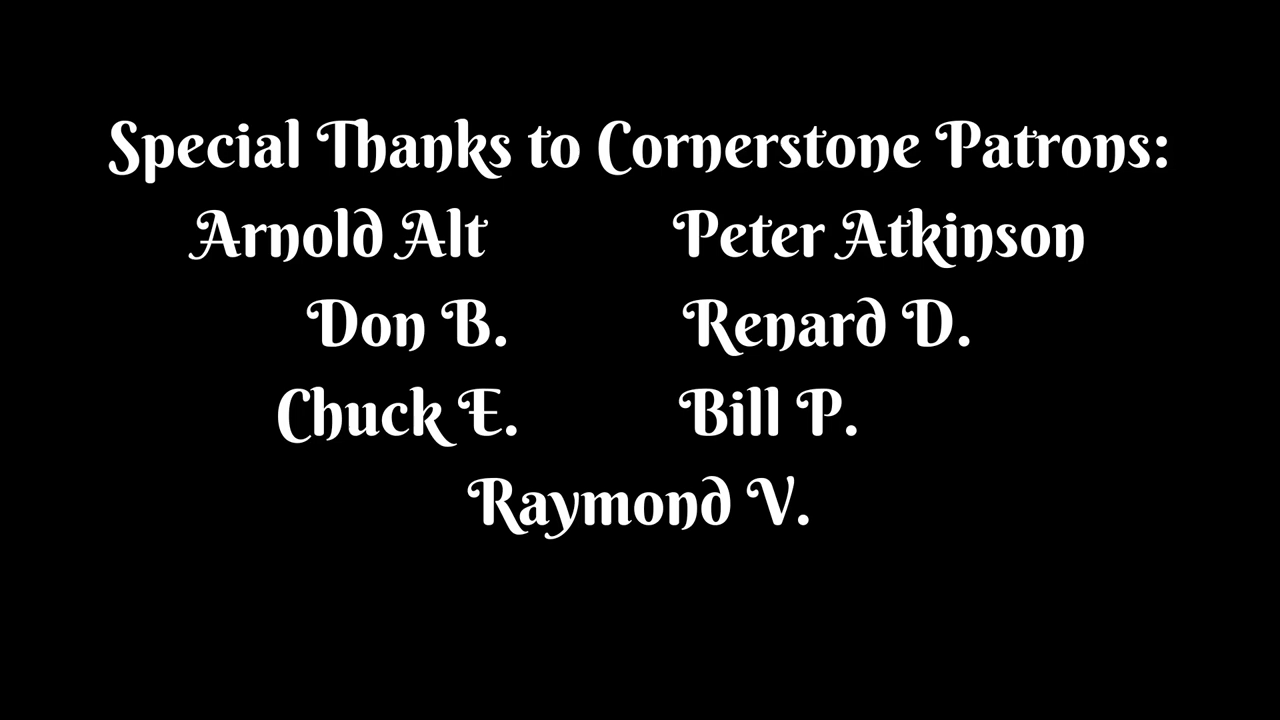 Special Thanks to Cornerstone Patrons:
Arnold Alt Peter Atkinson
Don B. Renard D.
Chuck E. Bill P.
Raymond V.